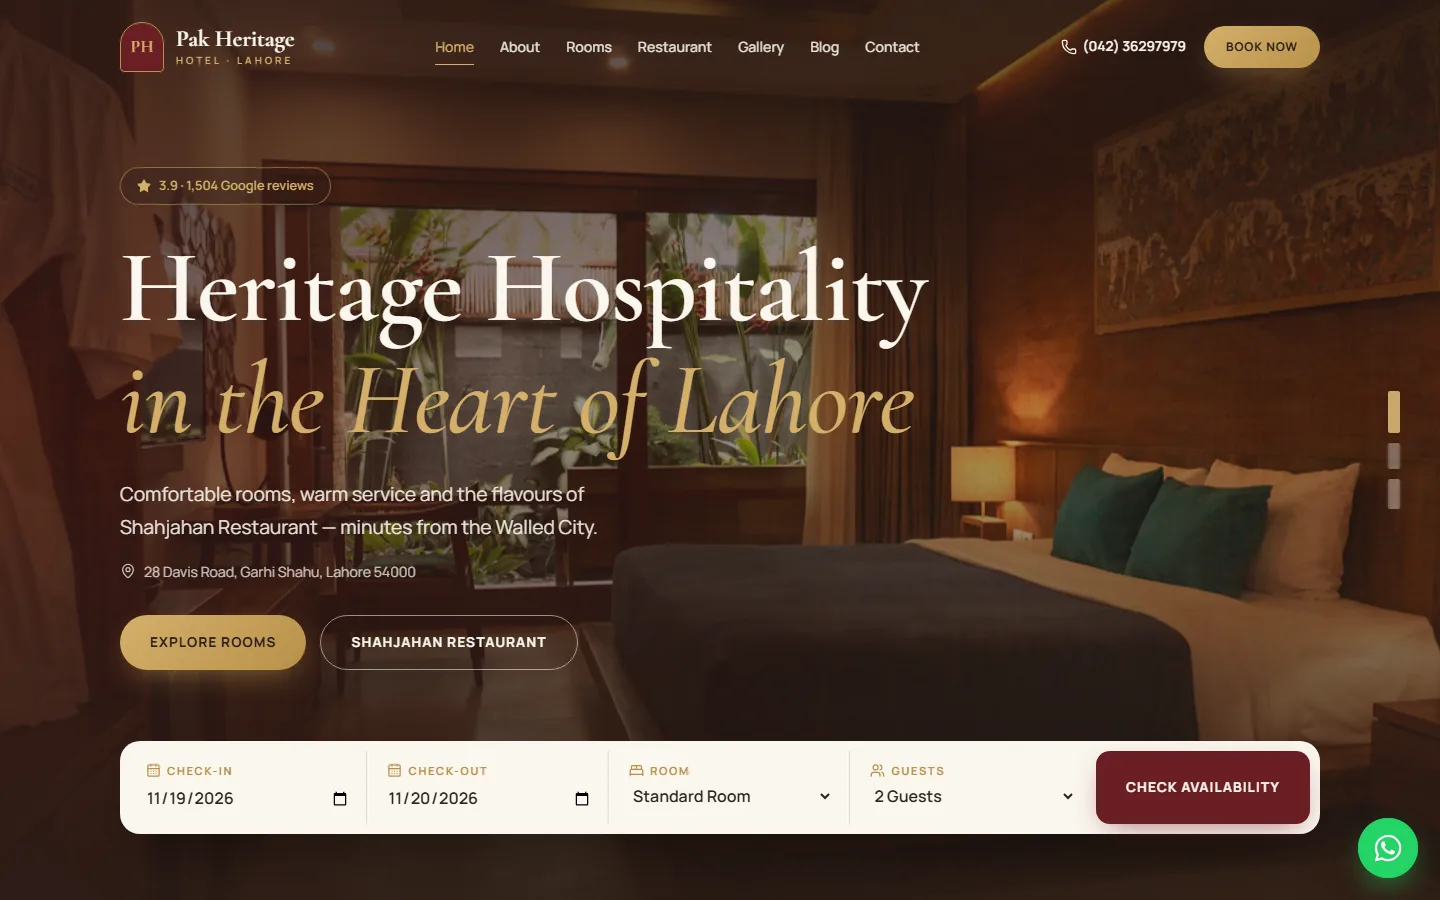 PH
Pak Heritage
HOTEL · LAHORE
Home
About
Rooms
Restaurant
Gallery
Blog
Contact
(042) 36297979
BOOK NOW
3.9 · 1,504 Google reviews
Heritage Hospitality
in the Heart of Lahore
Comfortable rooms, warm service and the flavours of
Shahjahan Restaurant — minutes from the Walled City.
28 Davis Road, Garhi Shahu, Lahore 54000
EXPLORE ROOMS
SHAHJAHAN RESTAURANT
CHECK-IN
11/19/2026
CHECK-OUT
11/20/2026
ROOM
Standard Room
GUESTS
2 Guests
CHECK AVAILABILITY